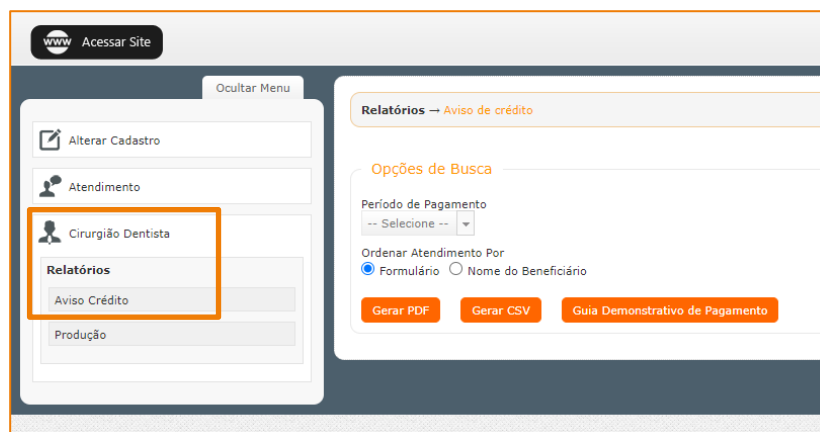 www Acessar Site
Ocultar Menu
Alterar Cadastro
Atendimento
Cirurgião Dentista
Relatórios
Aviso Crédito
Produção
Relatórios → Aviso de crédito
Opções de Busca
Período de Pagamento
-- Selecione --
Ordenar Atendimento Por
Formulário Nome do Beneficiário
Gerar PDF Gerar CSV Guia Demonstrativo de Pagamento